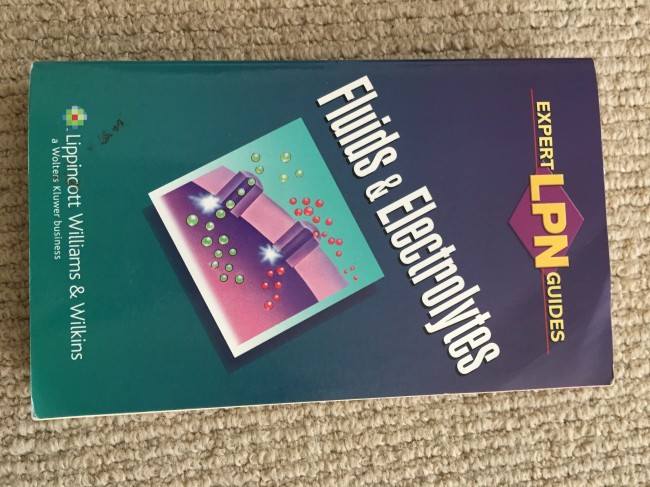 EXPERT
LPN
GUIDES
Fluids & Electrolytes
Lippincott Williams & Wilkins
a Wolters Kluwer business